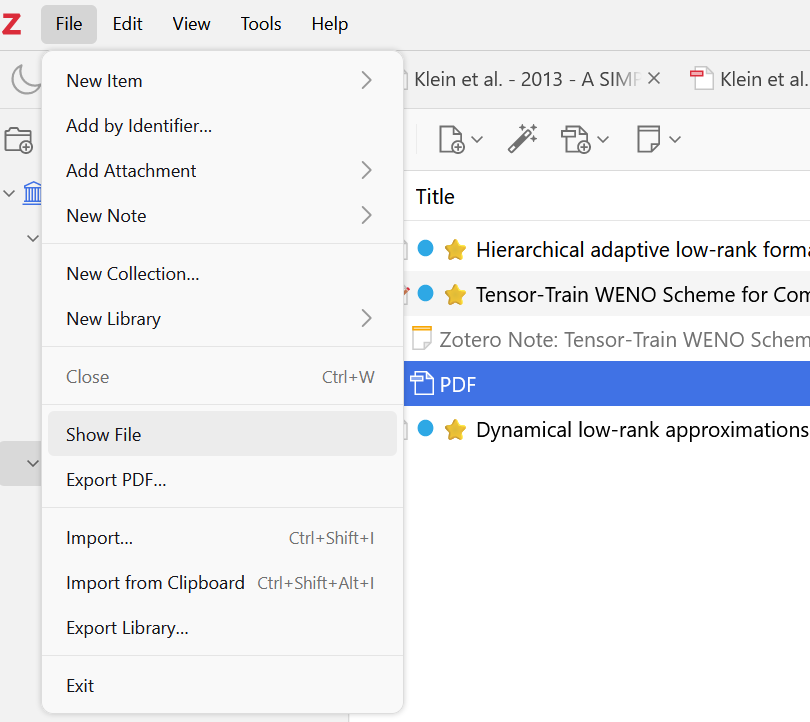 Z File Edit View Tools Help
Klein et al. - 2013 - A SIMP
Klein et al.
New Item
Add by Identifier...
Add Attachment
New Note
New Collection...
New Library
Close Ctrl+W
Show File
Export PDF...
Import... Ctrl+Shift+I
Import from Clipboard Ctrl+Shift+Alt+I
Export Library...
Exit
Title
Hierarchical adaptive low-rank forma
Tensor-Train WENO Scheme for Com
Zotero Note: Tensor-Train WENO Schem
PDF
Dynamical low-rank approximations